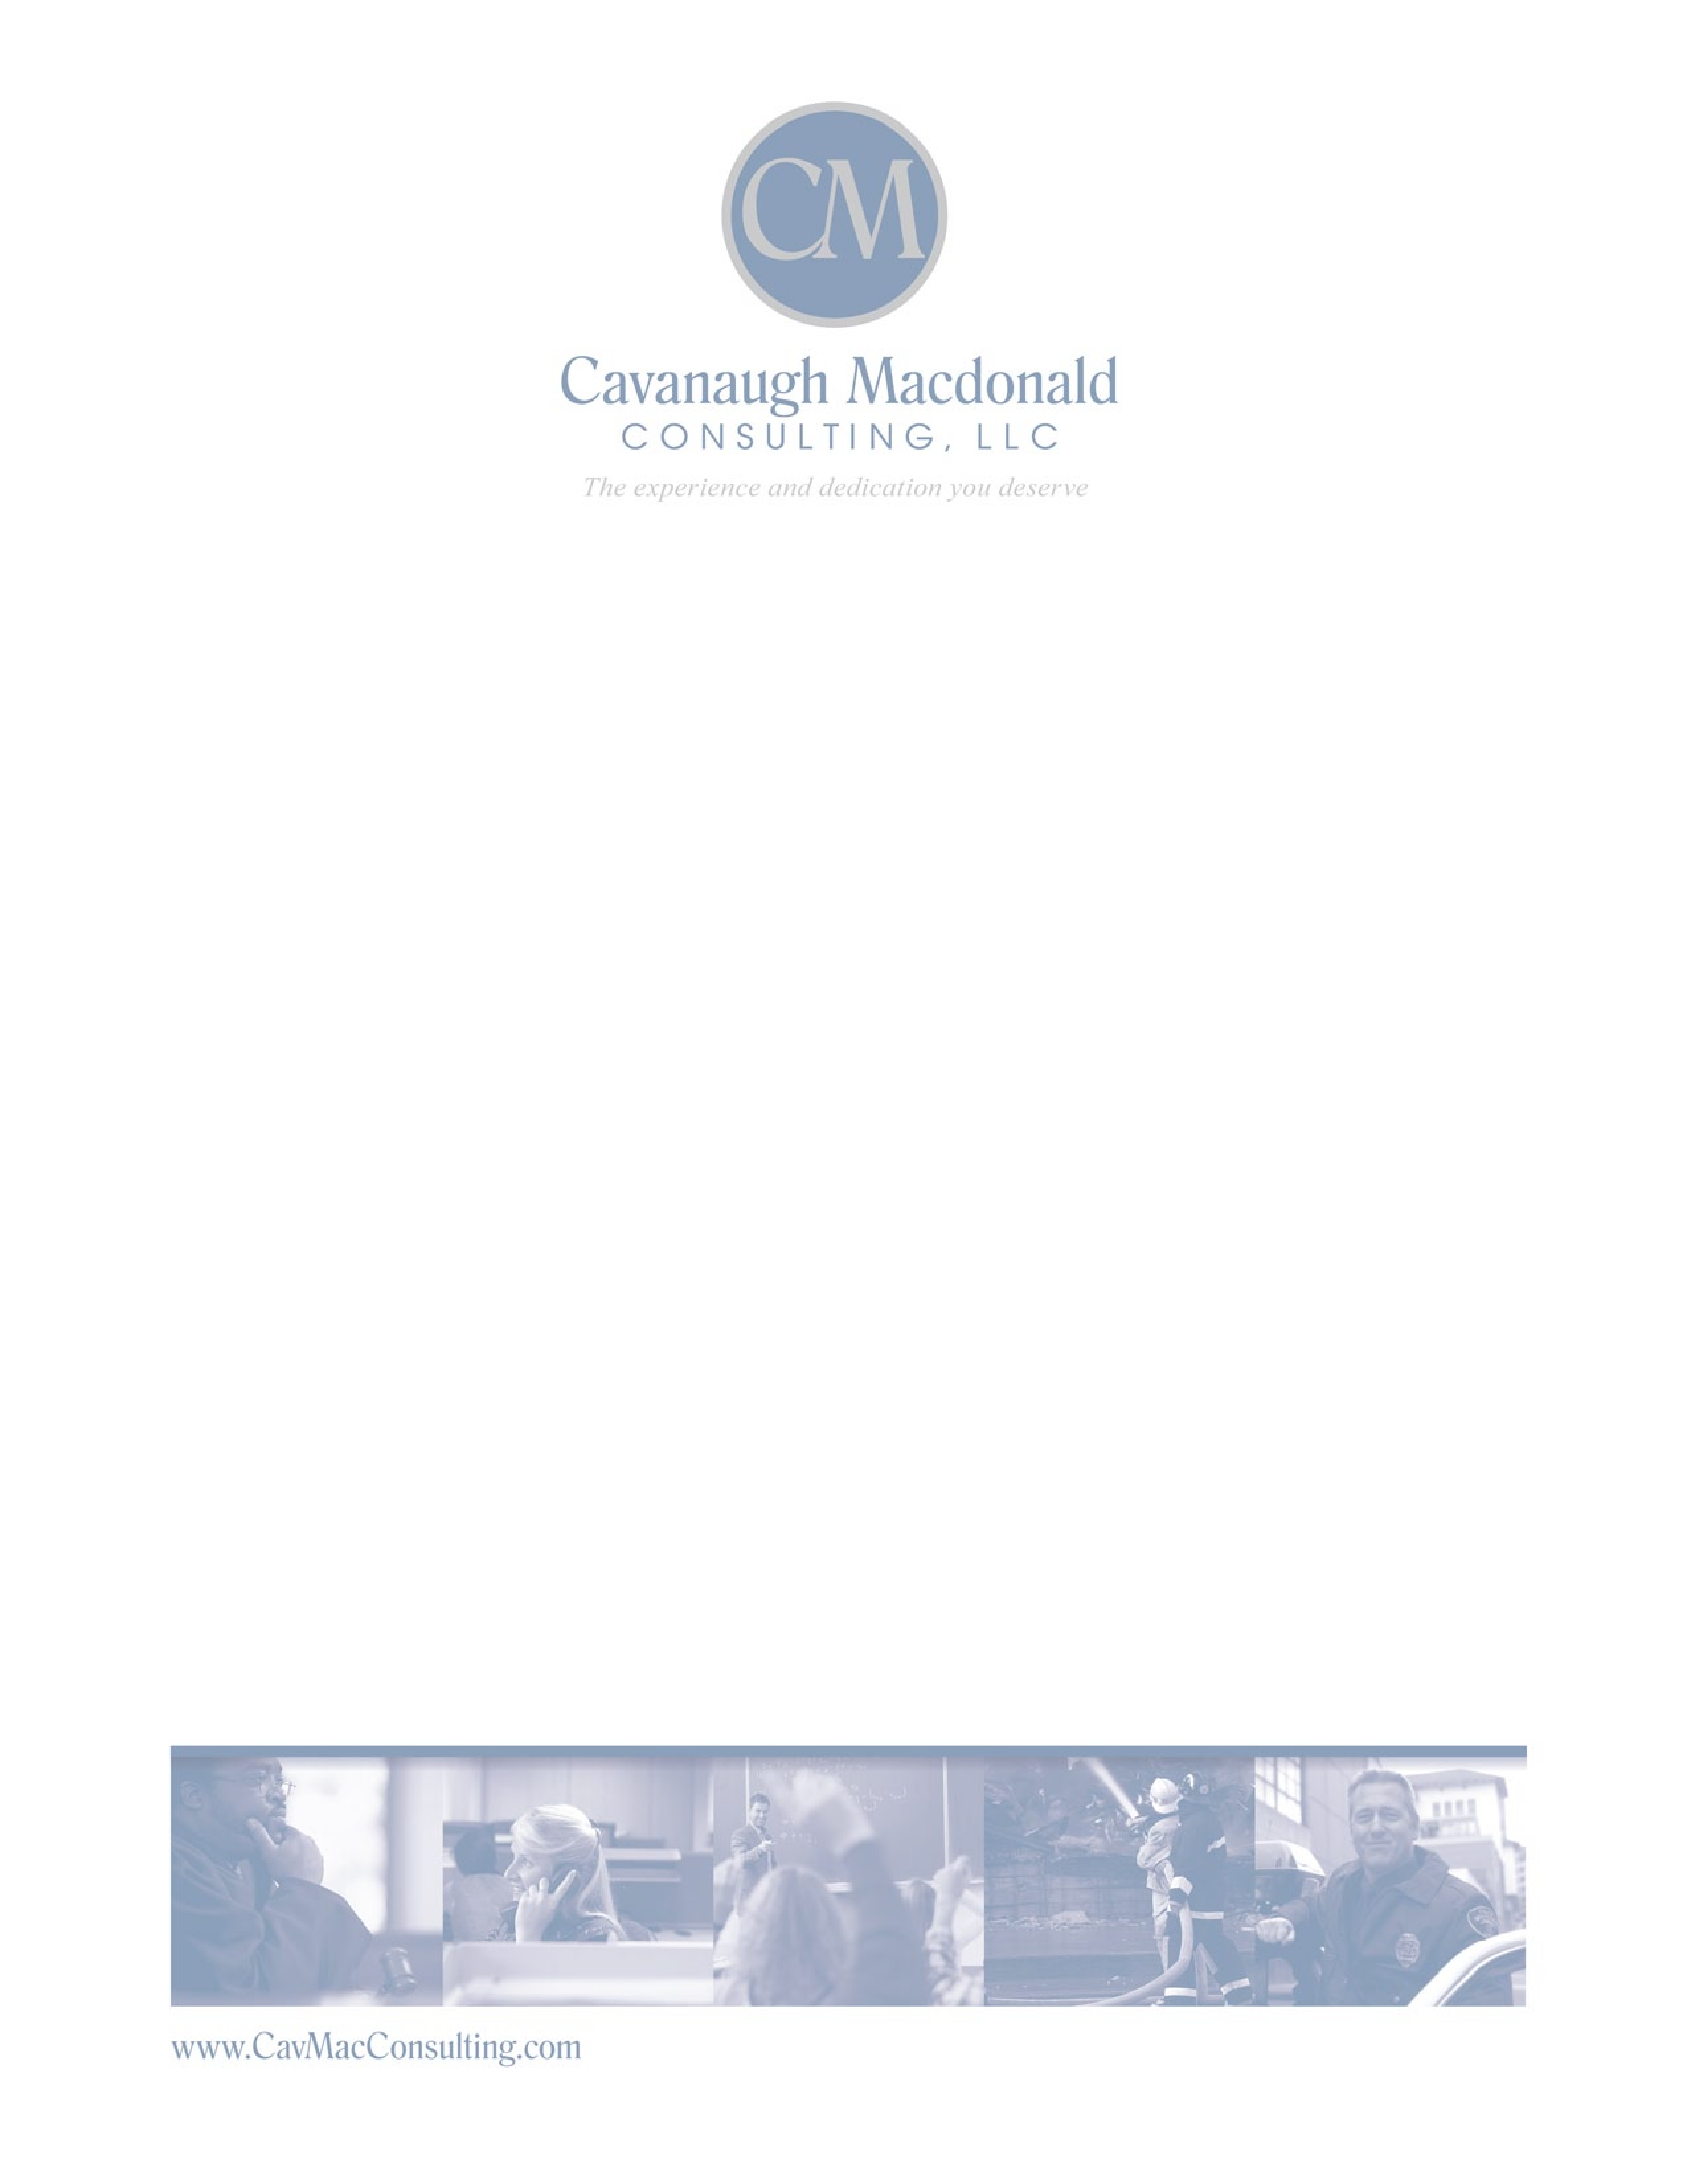 CM
Cavanaugh Macdonald
CONSULTING, LLC
The experience and dedication you deserve
www.CavMacConsulting.com